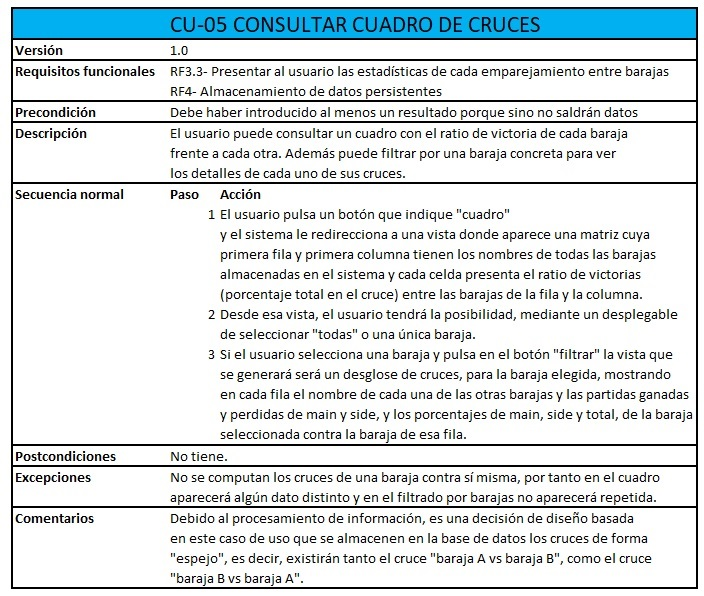 CU-05 CONSULTAR CUADRO DE CRUCES
Versión 1.0
Requisitos funcionales RF3.3- Presentar al usuario las estadísticas de cada emparejamiento entre barajas
RF4- Almacenamiento de datos persistentes
Precondición Debe haber introducido al menos un resultado porque sino no saldrán datos
Descripción El usuario puede consultar un cuadro con el ratio de victoria de cada baraja
frente a cada otra. Además puede filtrar por una baraja concreta para ver
los detalles de cada uno de sus cruces.
Secuencia normal Paso Acción
1 El usuario pulsa un botón que indique "cuadro"
y el sistema le redirecciona a una vista donde aparece una matriz cuya
primera fila y primera columna tienen los nombres de todas las barajas
almacenadas en el sistema y cada celda presenta el ratio de victorias
(porcentaje total en el cruce) entre las barajas de la fila y la columna.
2 Desde esa vista, el usuario tendrá la posibilidad, mediante un desplegable
de seleccionar "todas" o una única baraja.
3 Si el usuario selecciona una baraja y pulsa en el botón "filtrar" la vista que
se generará será un desglose de cruces, para la baraja elegida, mostrando
en cada fila el nombre de cada una de las otras barajas y las partidas ganadas
y perdidas de main y side, y los porcentajes de main, side y total, de la baraja
seleccionada contra la baraja de esa fila.
Postcondiciones No tiene.
Excepciones No se computan los cruces de una baraja contra sí misma, por tanto en el cuadro
aparecerá algún dato distinto y en el filtrado por barajas no aparecerá repetida.
Comentarios Debido al procesamiento de información, es una decisión de diseño basada
en este caso de uso que se almacenen en la base de datos los cruces de forma
"espejo", es decir, existirán tanto el cruce "baraja A vs baraja B", como el cruce
"baraja B vs baraja A".